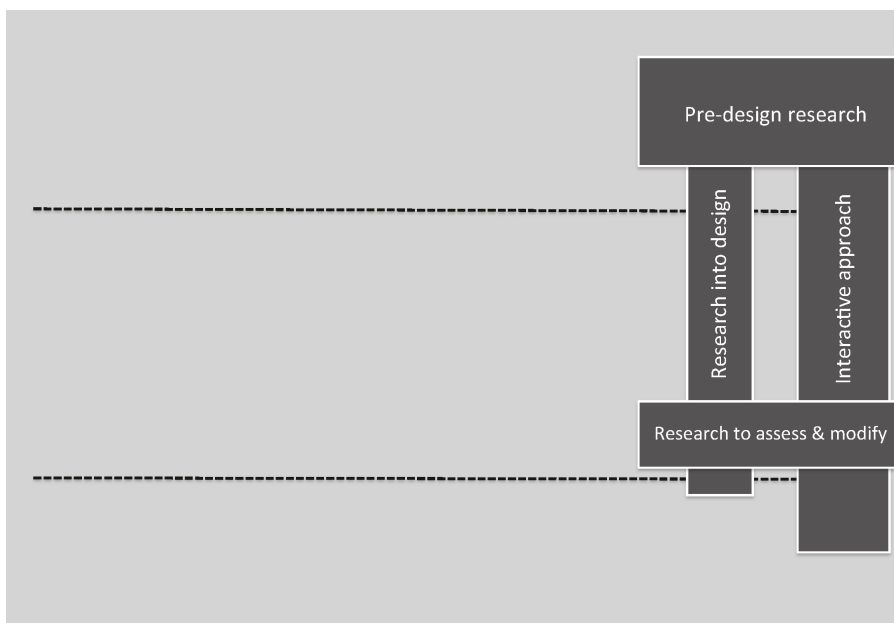 Pre-design research
Research into design
Interactive approach
Research to assess & modify